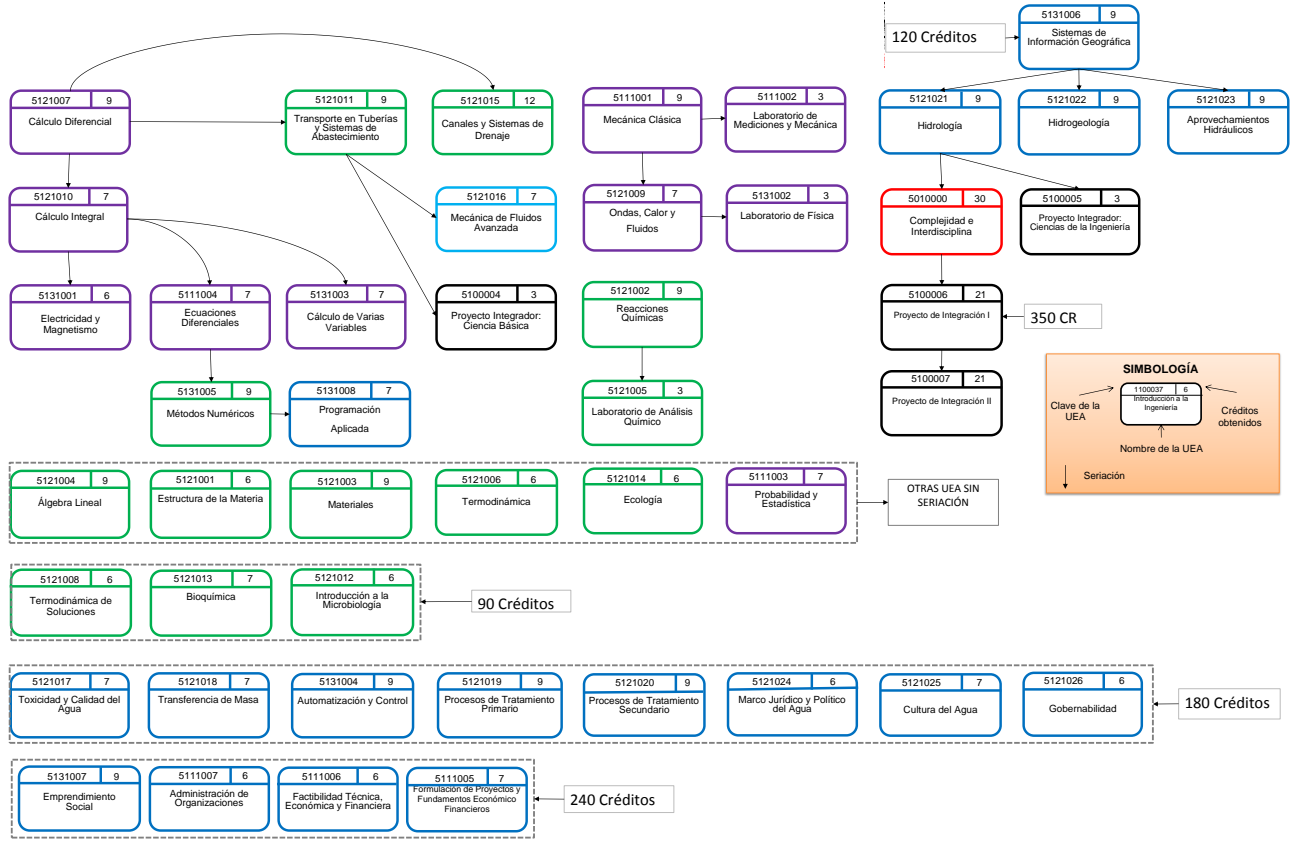 120 Créditos
5131006 9
Sistemas de
Información Geográfica
5121007 9
Cálculo Diferencial
5121011 9
Transporte en Tuberías
y Sistemas de
Abastecimiento
5121015 12
Canales y Sistemas de
Drenaje
5111001 9
Mecánica Clásica
5111002 3
Laboratorio de
Mediciones y Mecánica
5121021 9
Hidrología
5121022 9
Hidrogeología
5121023 9
Aprovechamientos
Hidráulicos
5121010 7
Cálculo Integral
5121016 7
Mecánica de Fluidos
Avanzada
5121009 7
Ondas, Calor y
Fluidos
5131002 3
Laboratorio de Física
5010000 30
Complejidad e
Interdisciplina
5100005 3
Proyecto Integrador:
Ciencias de la Ingeniería
5131001 6
Electricidad y
Magnetismo
5111004 7
Ecuaciones
Diferenciales
5131003 7
Cálculo de Varias
Variables
5100004 3
Proyecto Integrador:
Ciencia Básica
5121002 9
Reacciones
Químicas
5100006 21
Proyecto de Integración I
350 CR
5131005 9
Métodos Numéricos
5131008 7
Programación
Aplicada
5121005 3
Laboratorio de Análisis
Químico
5100007 21
Proyecto de Integración II
SIMBOLOGÍA
1100037 6
Introducción a la
Ingeniería
Clave de la
UEA
Créditos
obtenidos
Nombre de la UEA
Seriación
5121004 9
Álgebra Lineal
5121001 6
Estructura de la Materia
5121003 9
Materiales
5121006 6
Termodinámica
5121014 6
Ecología
5111003 7
Probabilidad y
Estadística
OTRAS UEA SIN
SERIACIÓN
5121008 6
Termodinámica de
Soluciones
5121013 7
Bioquímica
5121012 6
Introducción a la
Microbiología
90 Créditos
5121017 7
Toxicidad y Calidad del
Agua
5121018 7
Transferencia de Masa
5131004 9
Automatización y Control
5121019 9
Procesos de Tratamiento
Primario
5121020 9
Procesos de Tratamiento
Secundario
5121024 6
Marco Jurídico y Político
del Agua
5121025 7
Cultura del Agua
5121026 6
Gobernabilidad
180 Créditos
5131007 9
Emprendimiento
Social
5111007 6
Administración de
Organizaciones
5111006 6
Factibilidad Técnica,
Económica y Financiera
5111005 7
Formulación de Proyectos y
Fundamentos Económico
Financieros
240 Créditos